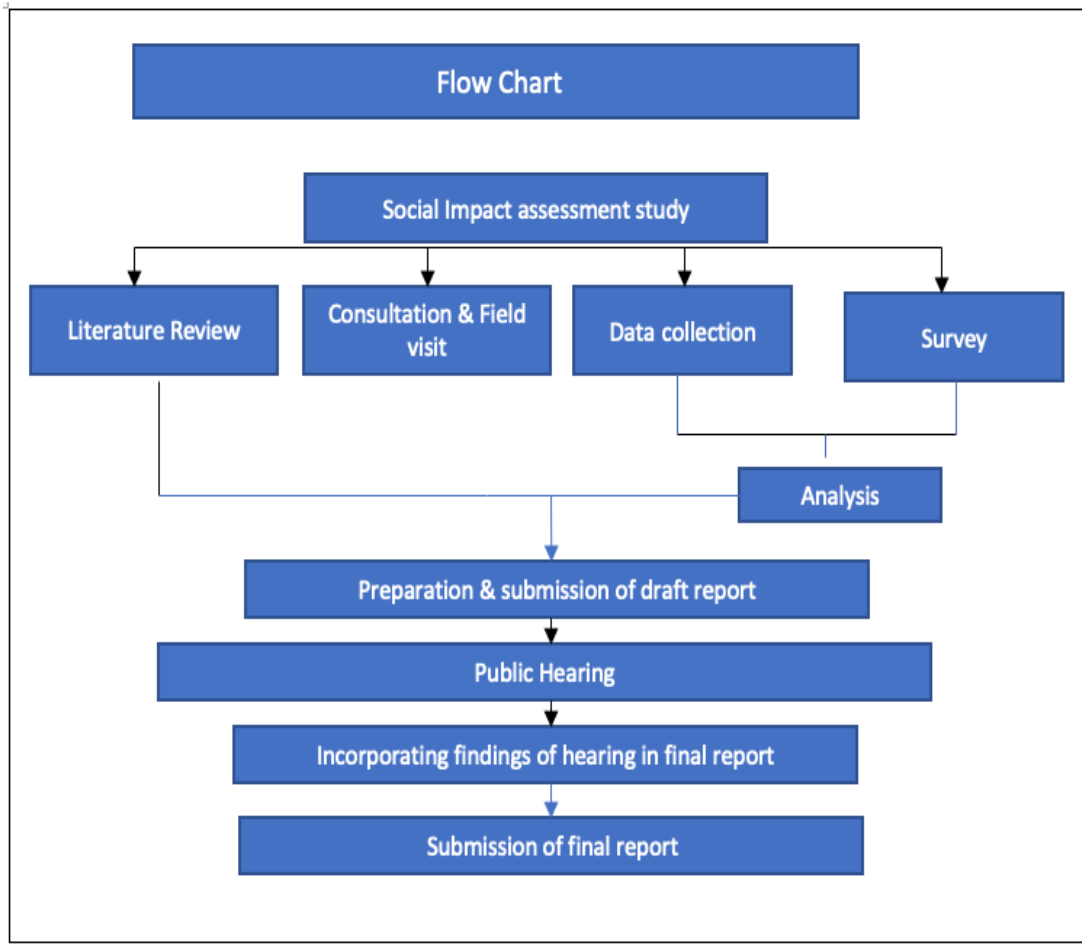 Flow Chart
Social Impact assessment study
Literature Review
Consultation & Field
visit
Data collection
Survey
Analysis
Preparation & submission of draft report
Public Hearing
Incorporating findings of hearing in final report
Submission of final report